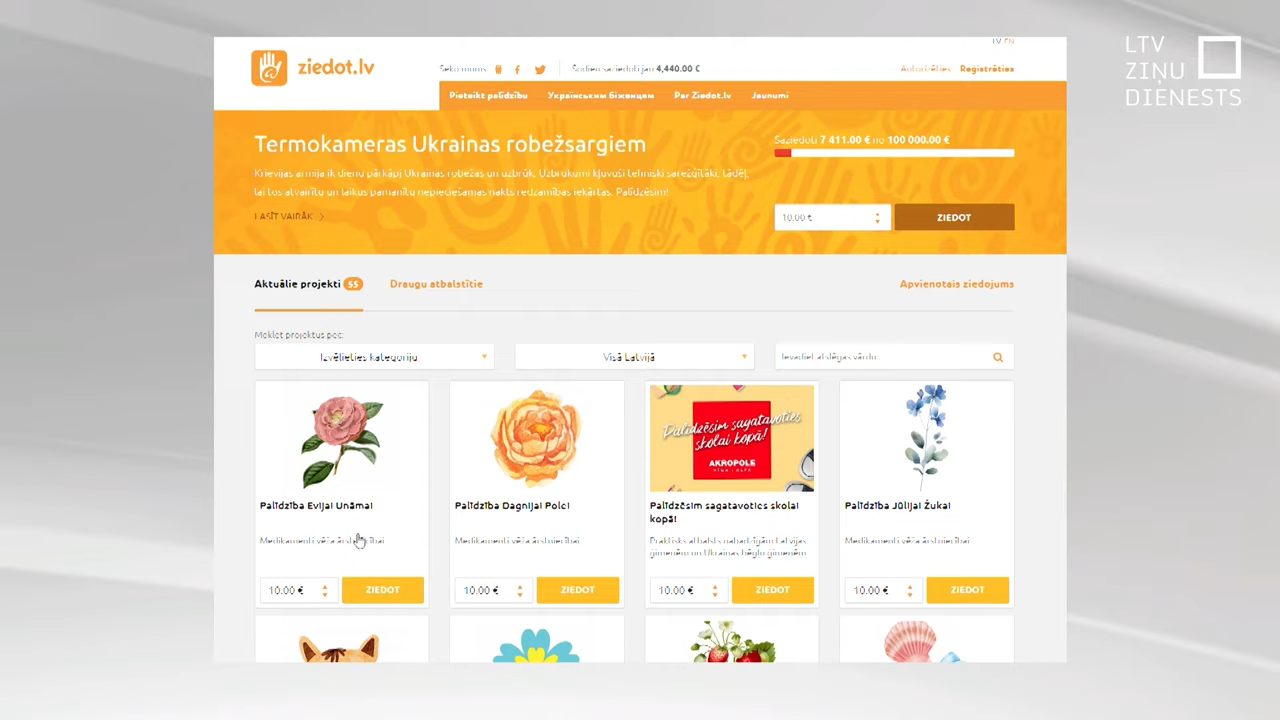 LTV
ZIŅU
DIENESTS
LV EN
ziedot.lv
Seko mums
Šodien saziedoti jau 4,440.00 €
Autorizēties
Reģistrēties
Pieteikt palīdzību
Українським біженцям
Par Ziedot.lv
Jaunumi
Termokameras Ukrainas robežsargiem
Saziedoti 7 411.00 € no 100 000.00 €
Krievijas armija ik dienu pārkāpj Ukrainas robežas un uzbrūk. Uzbrukumi kļuvuši tehniski sarežģītāki, tādēļ,
lai tos atvairītu un laikus pamanītu nepieciešamas nakts redzamības iekārtas. Palīdzēsim!
LASĪT VAIRĀK
10.00 €
ZIEDOT
Aktuālie projekti 55
Draugu atbalstītie
Apvienotais ziedojums
Meklēt projektus pēc:
Izvēlieties kategoriju
Visā Latvijā
Ievadiet atslēgas vārdu
Palīdzēsim sagatavoties
skolai kopā!
AKROPOLE
Palīdzība Evijai Unāmai
Palīdzība Dagnijai Polei
Palīdzēsim sagatavoties skolai
kopā!
Palīdzība Jūlijai Žukai
Medikamenti vēža ārstniecībai
Medikamenti vēža ārstniecībai
Praktisks atbalsts nabadzīgām Latvijas
ģimenēm un Ukrainas bēgļu ģimenēm
Medikamenti vēža ārstniecībai
10.00 €
ZIEDOT
10.00 €
ZIEDOT
10.00 €
ZIEDOT
10.00 €
ZIEDOT